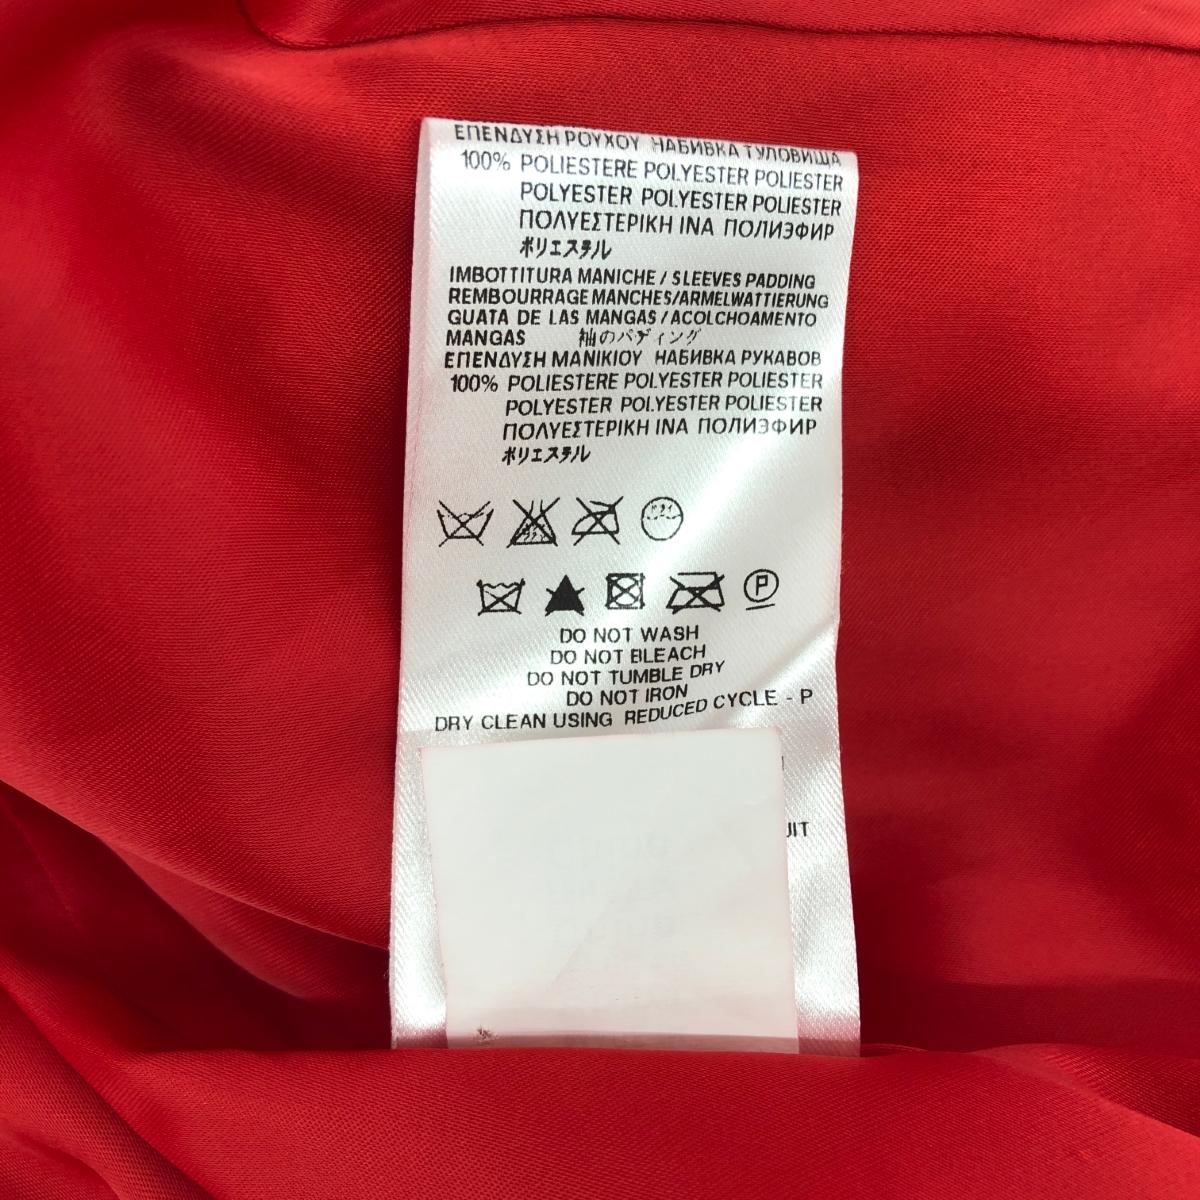 ΕΠΕΝΔΥΣΗ ΡΟΥΧΟΥ НАБИВКА ТУЛОВИЩА
100% POLIESTERE POLYESTER POLIESTER
POLYESTER POLYESTER POLIESTER
ΠΟΛΥΕΣΤΕΡΙΚΗ ΙΝΑ ПОЛИЭФИР
ポリエステル
IMBOTTITURA MANICHE / SLEEVES PADDING
REMBOURRAGE MANCHES/ARMELWATTIERUNG
GUATA DE LAS MANGAS / ACOLCHOAMENTO
MANGAS 袖のパディング
ΕΠΕΝΔΥΣΗ ΜΑΝΙΚΙΟΥ НАБИВКА РУКАВОВ
100% POLIESTERE POLYESTER POLIESTER
POLYESTER POLYESTER POLIESTER
ΠΟΛΥΕΣΤΕΡΙΚΗ ΙΝΑ ПОЛИЭФИР
ポリエステル
P
DO NOT WASH
DO NOT BLEACH
DO NOT TUMBLE DRY
DO NOT IRON
DRY CLEAN USING REDUCED CYCLE - P